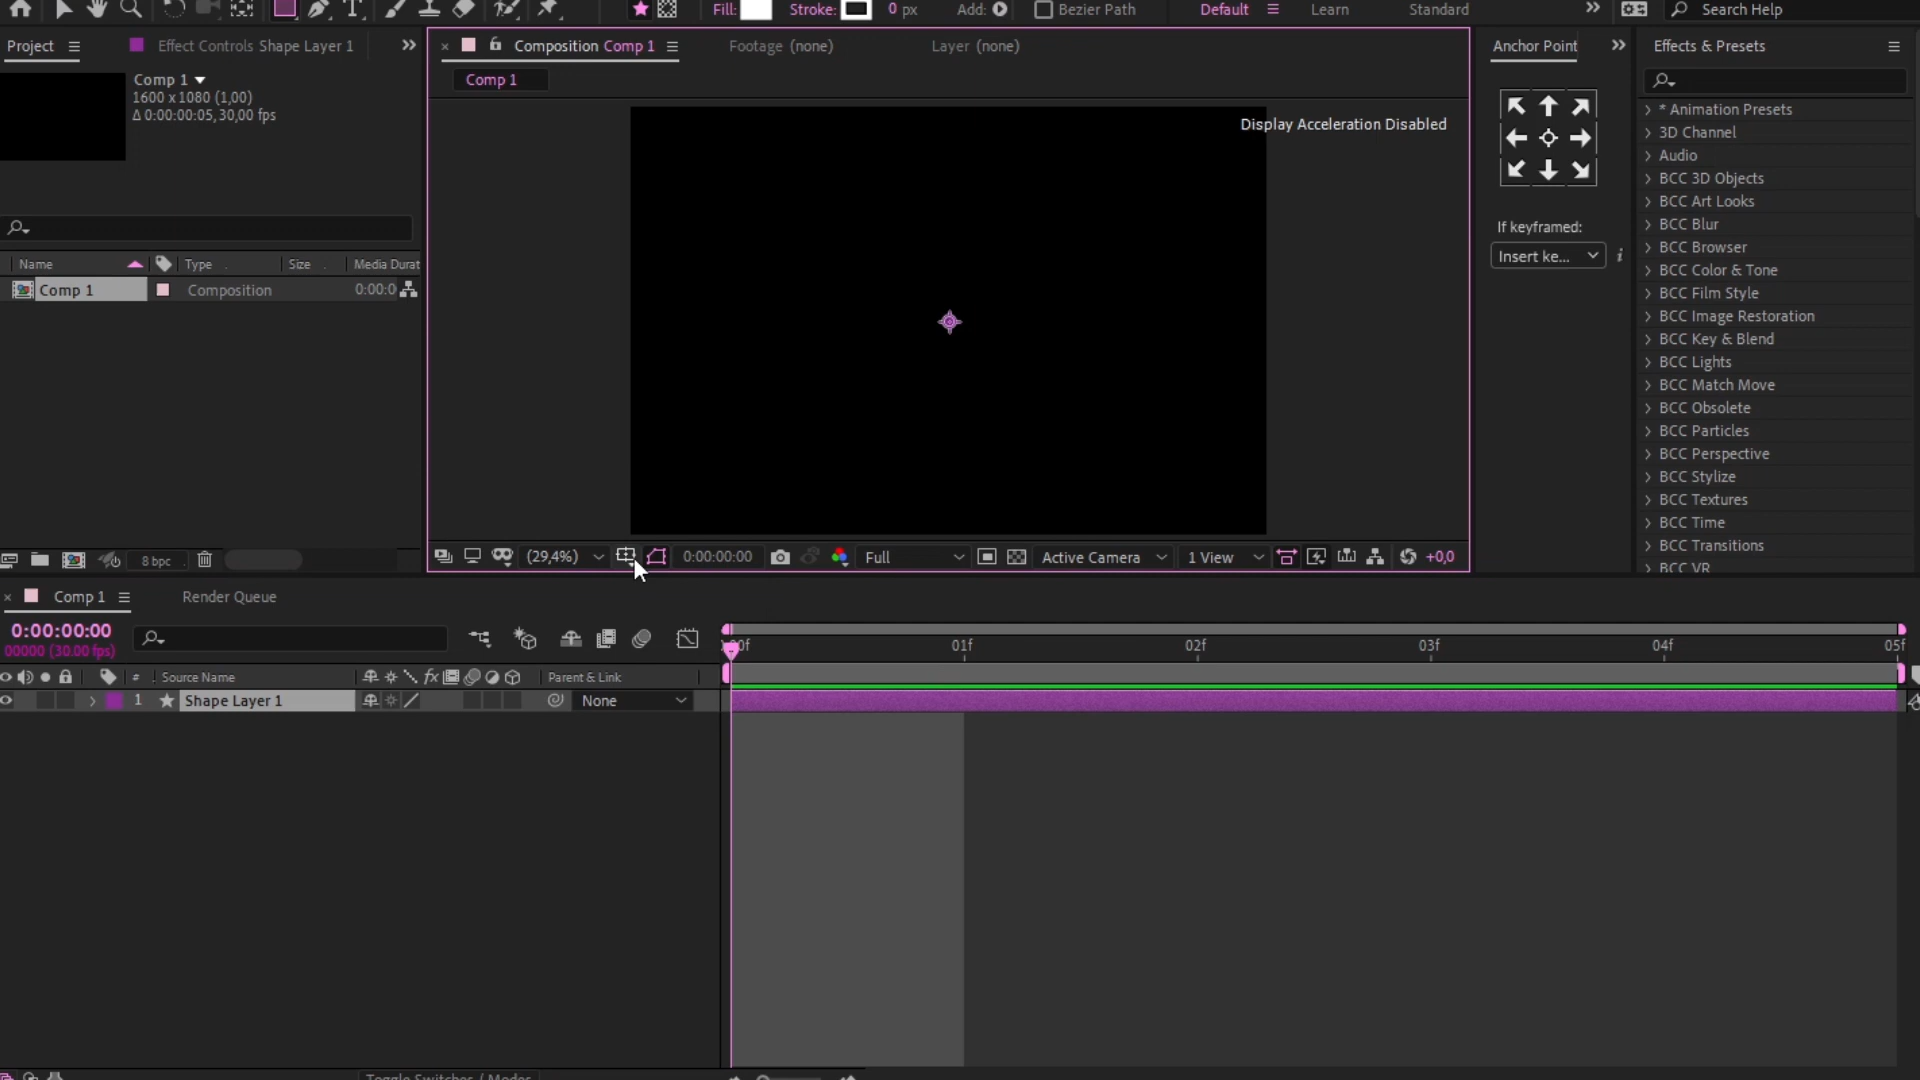 Fill: Stroke: 0 px Add: Bezier Path Default Learn Standard Search Help
Project Effect Controls Shape Layer 1
Composition Comp 1 Footage (none) Layer (none)
Anchor Point
Effects & Presets
Comp 1
1600 x 1080 (1,00)
Δ 0:00:00:05, 30,00 fps
Comp 1
Display Acceleration Disabled
If keyframed:
Insert ke...
* Animation Presets
3D Channel
Audio
BCC 3D Objects
BCC Art Looks
BCC Blur
BCC Browser
BCC Color & Tone
BCC Film Style
BCC Image Restoration
BCC Key & Blend
BCC Lights
BCC Match Move
BCC Obsolete
BCC Particles
BCC Perspective
BCC Stylize
BCC Textures
BCC Time
BCC Transitions
BCC VR
Name Type Size Media Durat
Comp 1 Composition 0:00:0
8 bpc
(29,4%) 0:00:00:00 Full Active Camera 1 View +0,0
Comp 1 Render Queue
0:00:00:00
00000 (30.00 fps)
01f 02f 03f 04f 05f
# Source Name fx Parent & Link
1 Shape Layer 1 None
Toggle Switches / Modes